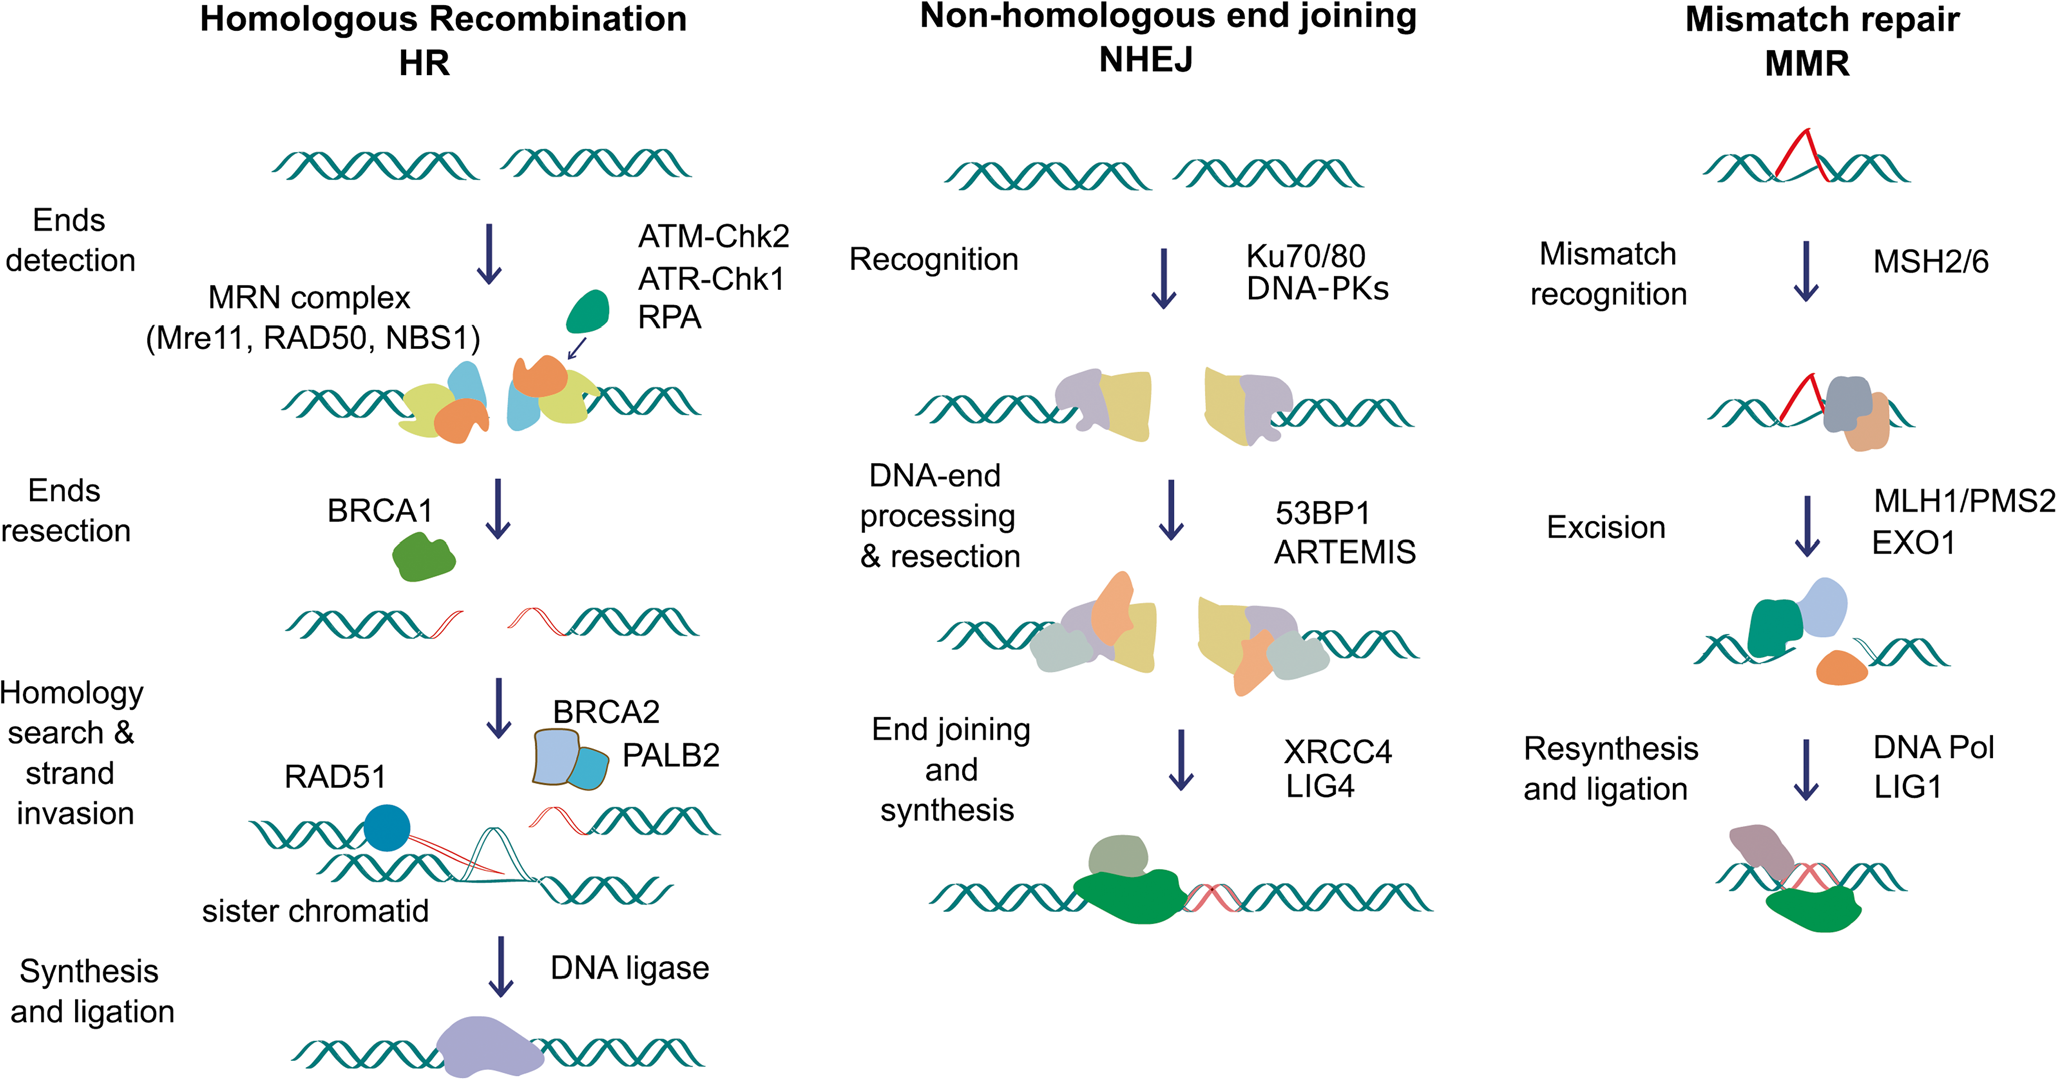 Homologous Recombination
HR
Ends
detection
ATM-Chk2
ATR-Chk1
RPA
MRN complex
(Mre11, RAD50, NBS1)
Ends
resection
BRCA1
Homology
search &
strand
invasion
BRCA2
PALB2
RAD51
sister chromatid
Synthesis
and ligation
DNA ligase
Non-homologous end joining
NHEJ
Recognition
Ku70/80
DNA-PKs
DNA-end
processing
& resection
53BP1
ARTEMIS
End joining
and
synthesis
XRCC4
LIG4
Mismatch repair
MMR
Mismatch
recognition
MSH2/6
Excision
MLH1/PMS2
EXO1
Resynthesis
and ligation
DNA Pol
LIG1